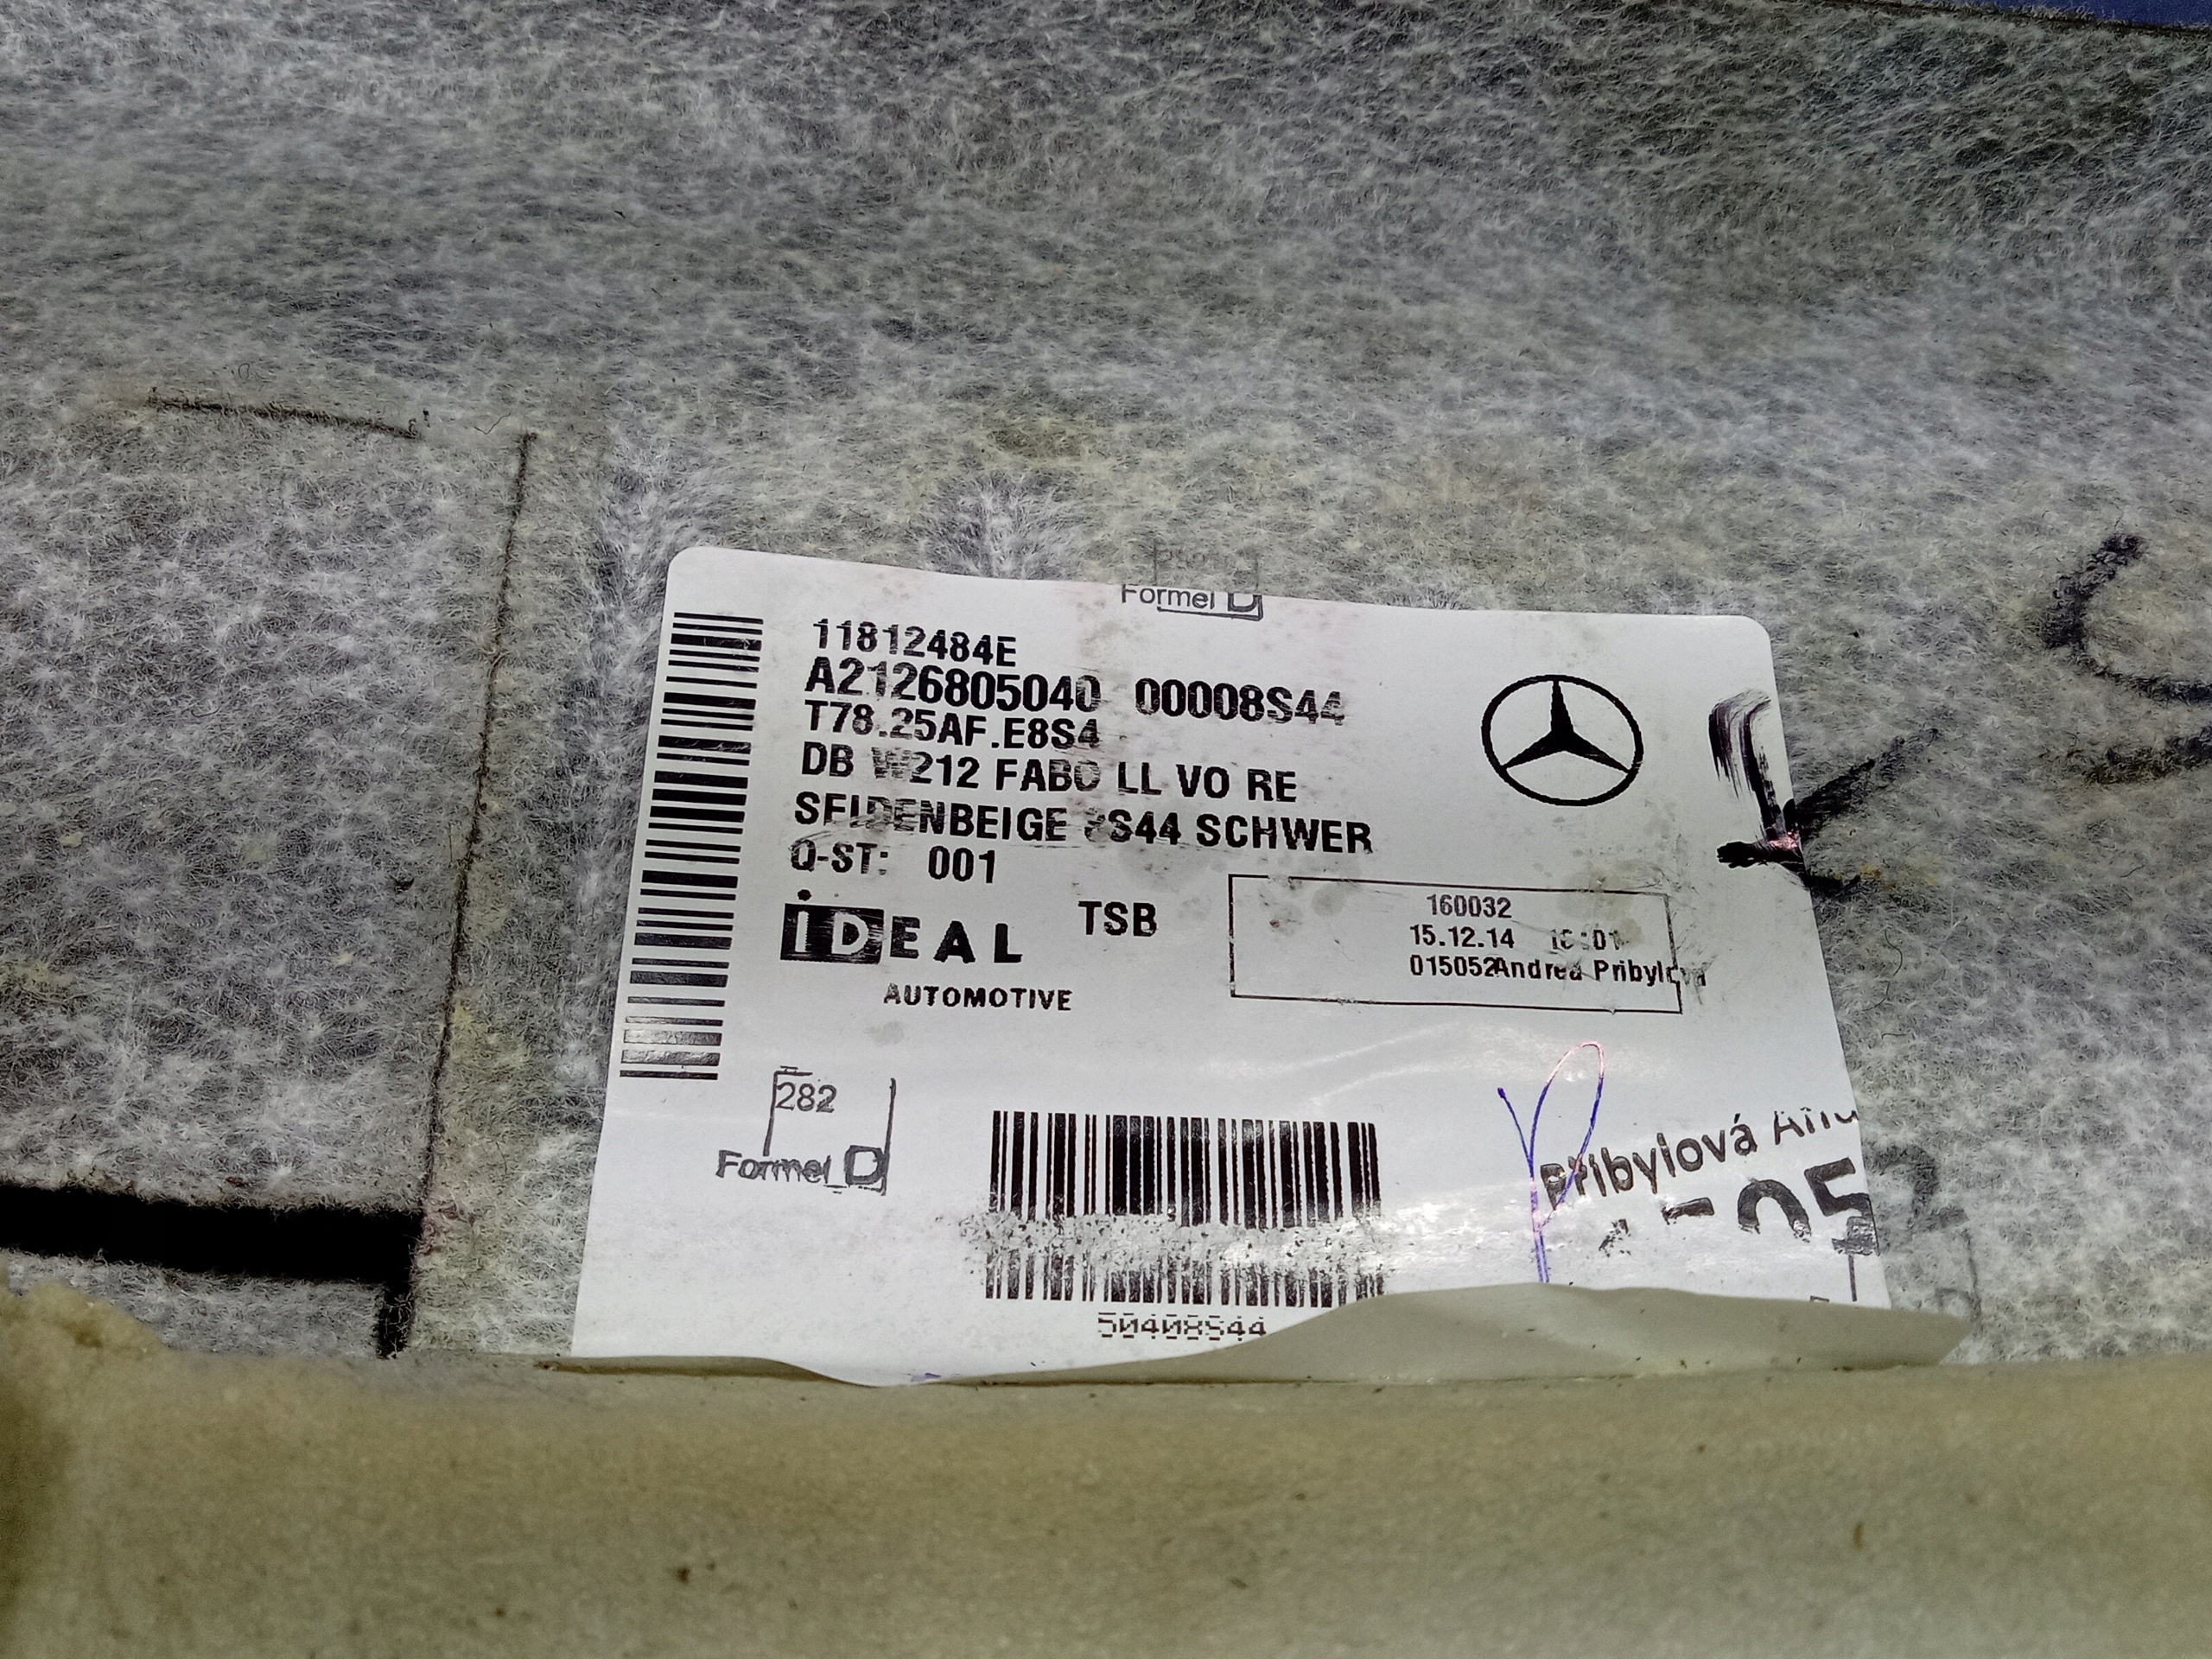 Formel D
11812484E
A2126805040 00008S44
T78.25AF.E8S4
DB W212 FABO LL VO RE
SEIDENBEIGE 8S44 SCHWER
Q-ST: 001
iDEAL
AUTOMOTIVE
TSB
160032
15.12.14
015052Andrea Pribylova
282
Formel D
Přibylová
50408S44